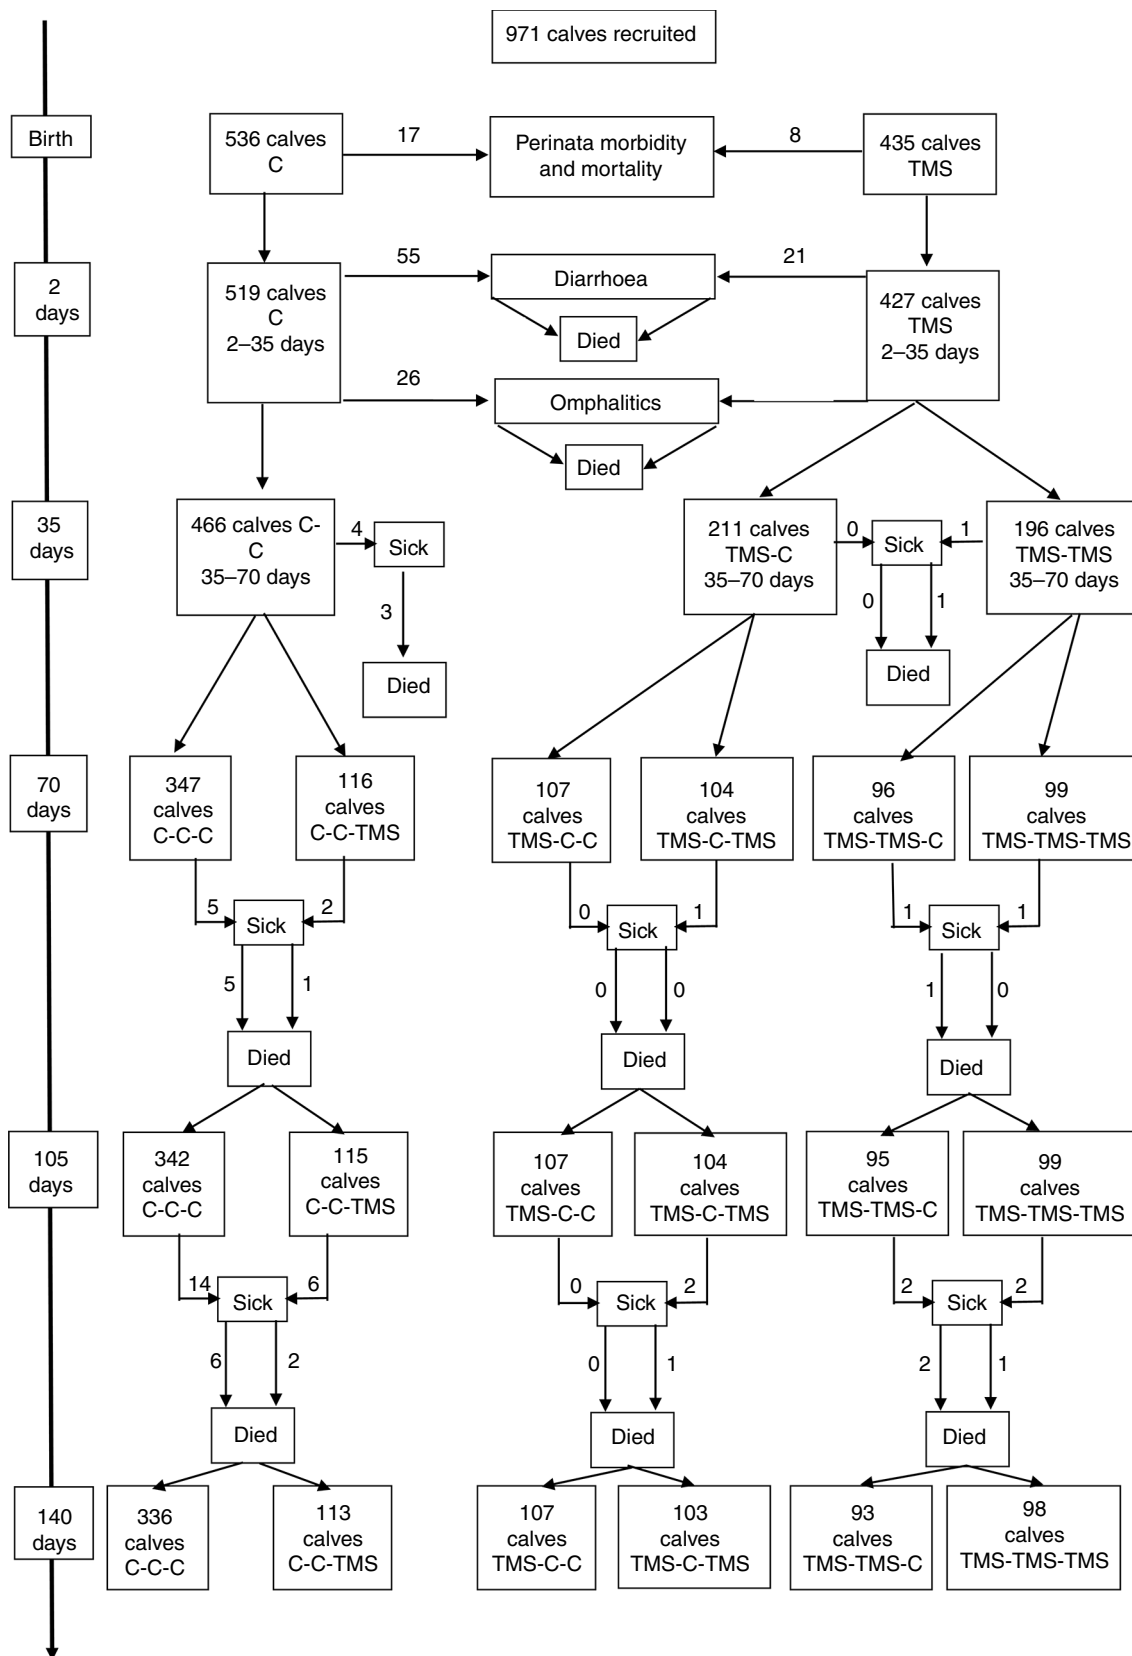 971 calves recruited
Birth
536 calves
C
17
Perinata morbidity
and mortality
8
435 calves
TMS
2
days
519 calves
C
2–35 days
55
Diarrhoea
21
427 calves
TMS
2–35 days
Died
26
Omphalitics
Died
35
days
466 calves C-
C
35–70 days
4
Sick
3
Died
211 calves
TMS-C
35–70 days
0
Sick
1
196 calves
TMS-TMS
35–70 days
0
1
Died
70
days
347
calves
C-C-C
116
calves
C-C-TMS
107
calves
TMS-C-C
104
calves
TMS-C-TMS
96
calves
TMS-TMS-C
99
calves
TMS-TMS-TMS
5
Sick
2
0
Sick
1
1
Sick
1
5
1
0
0
1
0
Died
Died
Died
105
days
342
calves
C-C-C
115
calves
C-C-TMS
107
calves
TMS-C-C
104
calves
TMS-C-TMS
95
calves
TMS-TMS-C
99
calves
TMS-TMS-TMS
14
Sick
6
0
Sick
2
2
Sick
2
6
2
0
1
2
1
Died
Died
Died
140
days
336
calves
C-C-C
113
calves
C-C-TMS
107
calves
TMS-C-C
103
calves
TMS-C-TMS
93
calves
TMS-TMS-C
98
calves
TMS-TMS-TMS